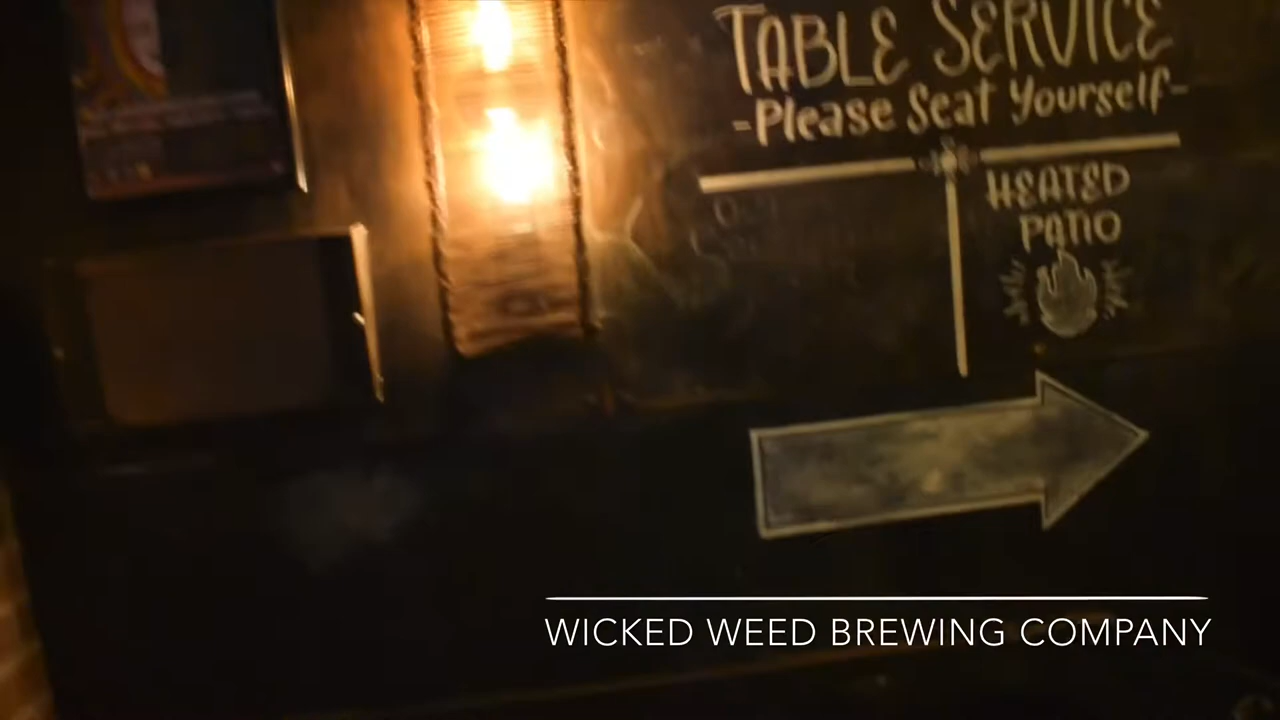 TABLE SERVICE
-Please Seat Yourself-
HEATED
PATIO
WICKED WEED BREWING COMPANY